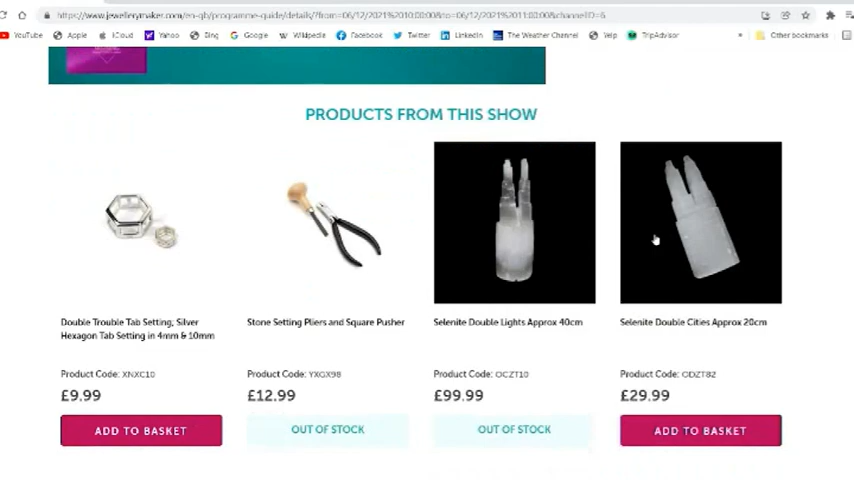 https://www.jewellerymaker.com/en-qb/programme-guide/details/?from=06/12/2021%2010:00:00&to=06/12/2021%2011:00:00&channelID=6
YouTube Apple iCloud Yahoo Bing Google Wikipedia Facebook Twitter LinkedIn The Weather Channel Yelp TripAdvisor » Other bookmarks
PRODUCTS FROM THIS SHOW
Double Trouble Tab Setting, Silver
Hexagon Tab Setting in 4mm & 10mm
Product Code: XNXC10
£9.99
ADD TO BASKET
Stone Setting Pliers and Square Pusher
Product Code: YXGX98
£12.99
OUT OF STOCK
Selenite Double Lights Approx 40cm
Product Code: OCZT10
£99.99
OUT OF STOCK
Selenite Double Cities Approx 20cm
Product Code: ODZT82
£29.99
ADD TO BASKET